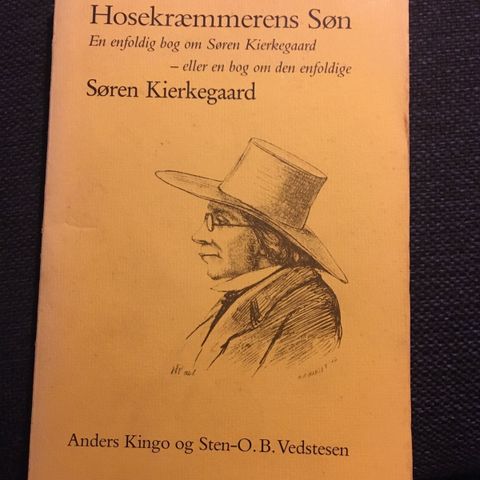 Hosekræmmerens Søn
En enfoldig bog om Søren Kierkegaard
– eller en bog om den enfoldige
Søren Kierkegaard
Anders Kingo og Sten-O. B. Vedstesen